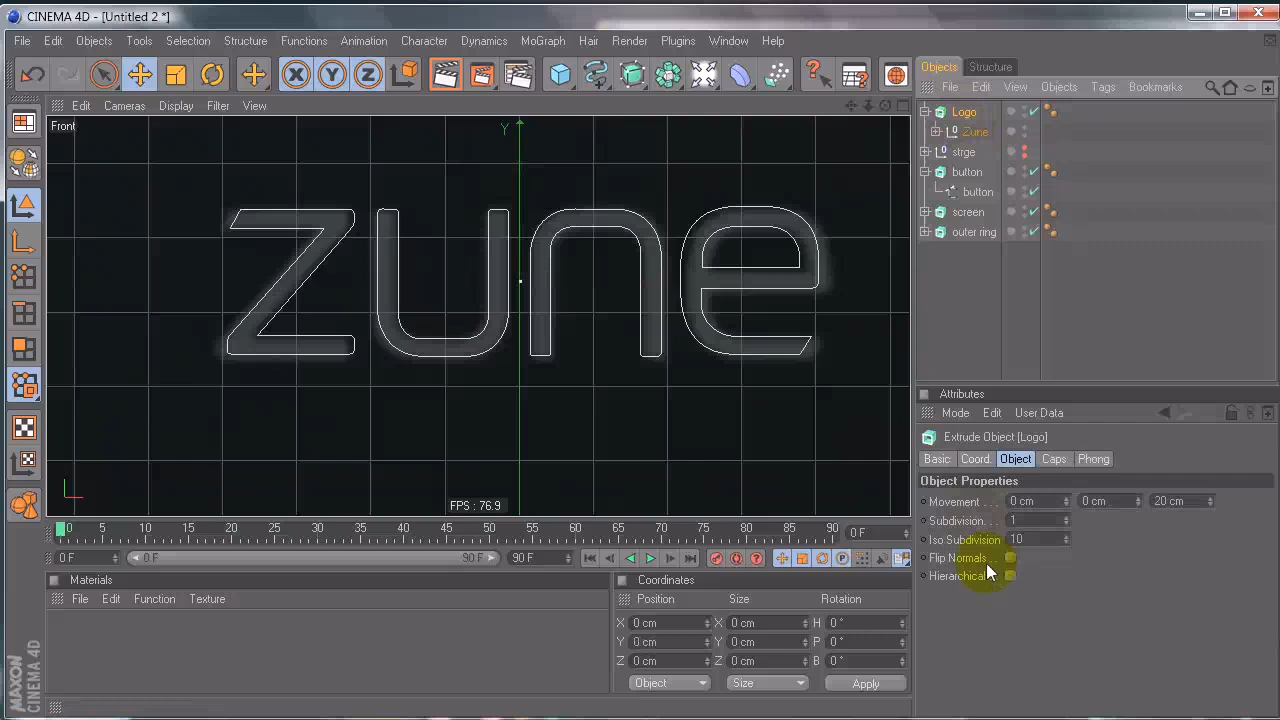 CINEMA 4D - [Untitled 2 *]
File Edit Objects Tools Selection Structure Functions Animation Character Dynamics MoGraph Hair Render Plugins Window Help
X Y Z
Objects Structure
File Edit View Objects Tags Bookmarks
Edit Cameras Display Filter View
Front
Y
zune
FPS : 76.9
Logo
Zune
strge
button
button
screen
outer ring
Attributes
Mode Edit User Data
Extrude Object [Logo]
Basic Coord. Object Caps Phong
Object Properties
Movement . . . 0 cm 0 cm 20 cm
Subdivision. . . 1
Iso Subdivision 10
Flip Normals . .
Hierarchical
0 5 10 15 20 25 30 35 40 45 50 55 60 65 70 75 80 85 90 0 F
0 F 0 F 90 F 90 F
Materials
File Edit Function Texture
Coordinates
Position Size Rotation
X 0 cm X 0 cm H 0 °
Y 0 cm Y 0 cm P 0 °
Z 0 cm Z 0 cm B 0 °
Object Size Apply
MAXON
CINEMA 4D